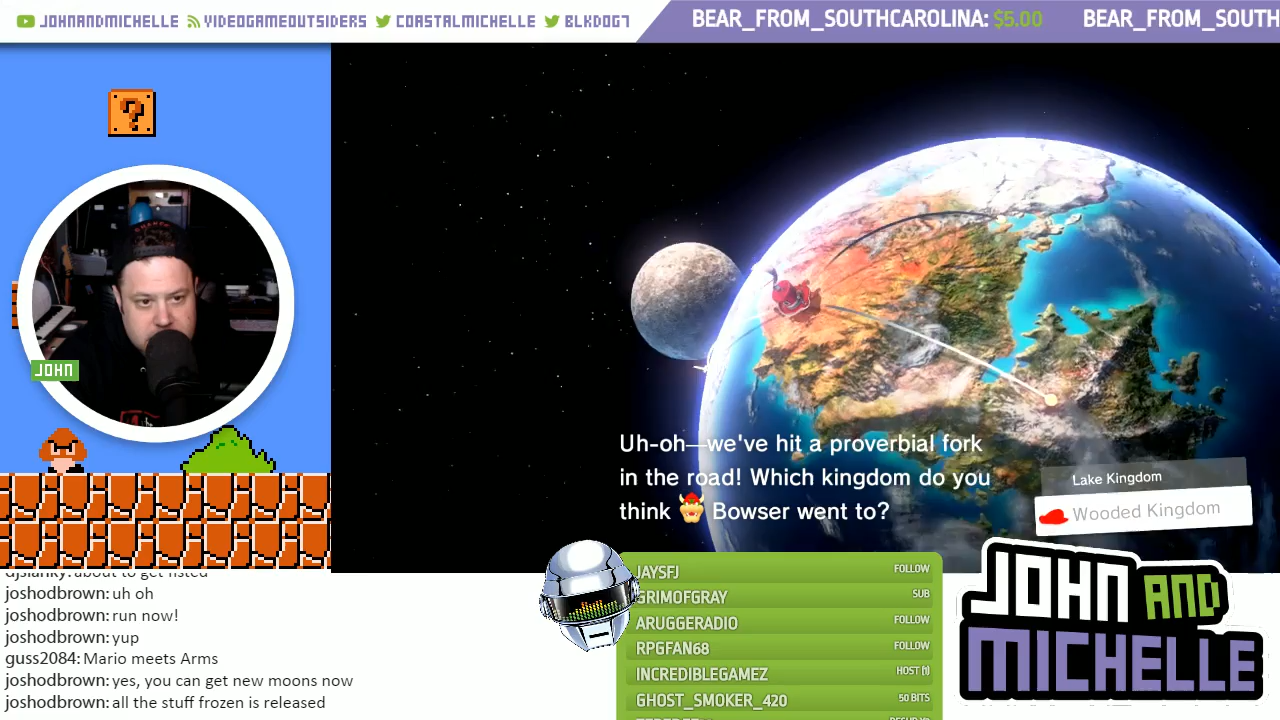 JOHNANDMICHELLE VIDEOGAMEOUTSIDERS COASTALMICHELLE BLKDOG7
BEAR_FROM_SOUTHCAROLINA: $5.00 BEAR_FROM_SOUTH
?
JOHN
Uh-oh—we've hit a proverbial fork
in the road! Which kingdom do you
think Bowser went to?
Lake Kingdom
Wooded Kingdom
djslanky: about to get fisted
joshodbrown: uh oh
joshodbrown: run now!
joshodbrown: yup
guss2084: Mario meets Arms
joshodbrown: yes, you can get new moons now
joshodbrown: all the stuff frozen is released
JAYSFJ FOLLOW
GRIMOFGRAY SUB
ARUGGERADIO FOLLOW
RPGFAN68 FOLLOW
INCREDIBLEGAMEZ HOST (1)
GHOST_SMOKER_420 50 BITS
JOHN AND
MICHELLE